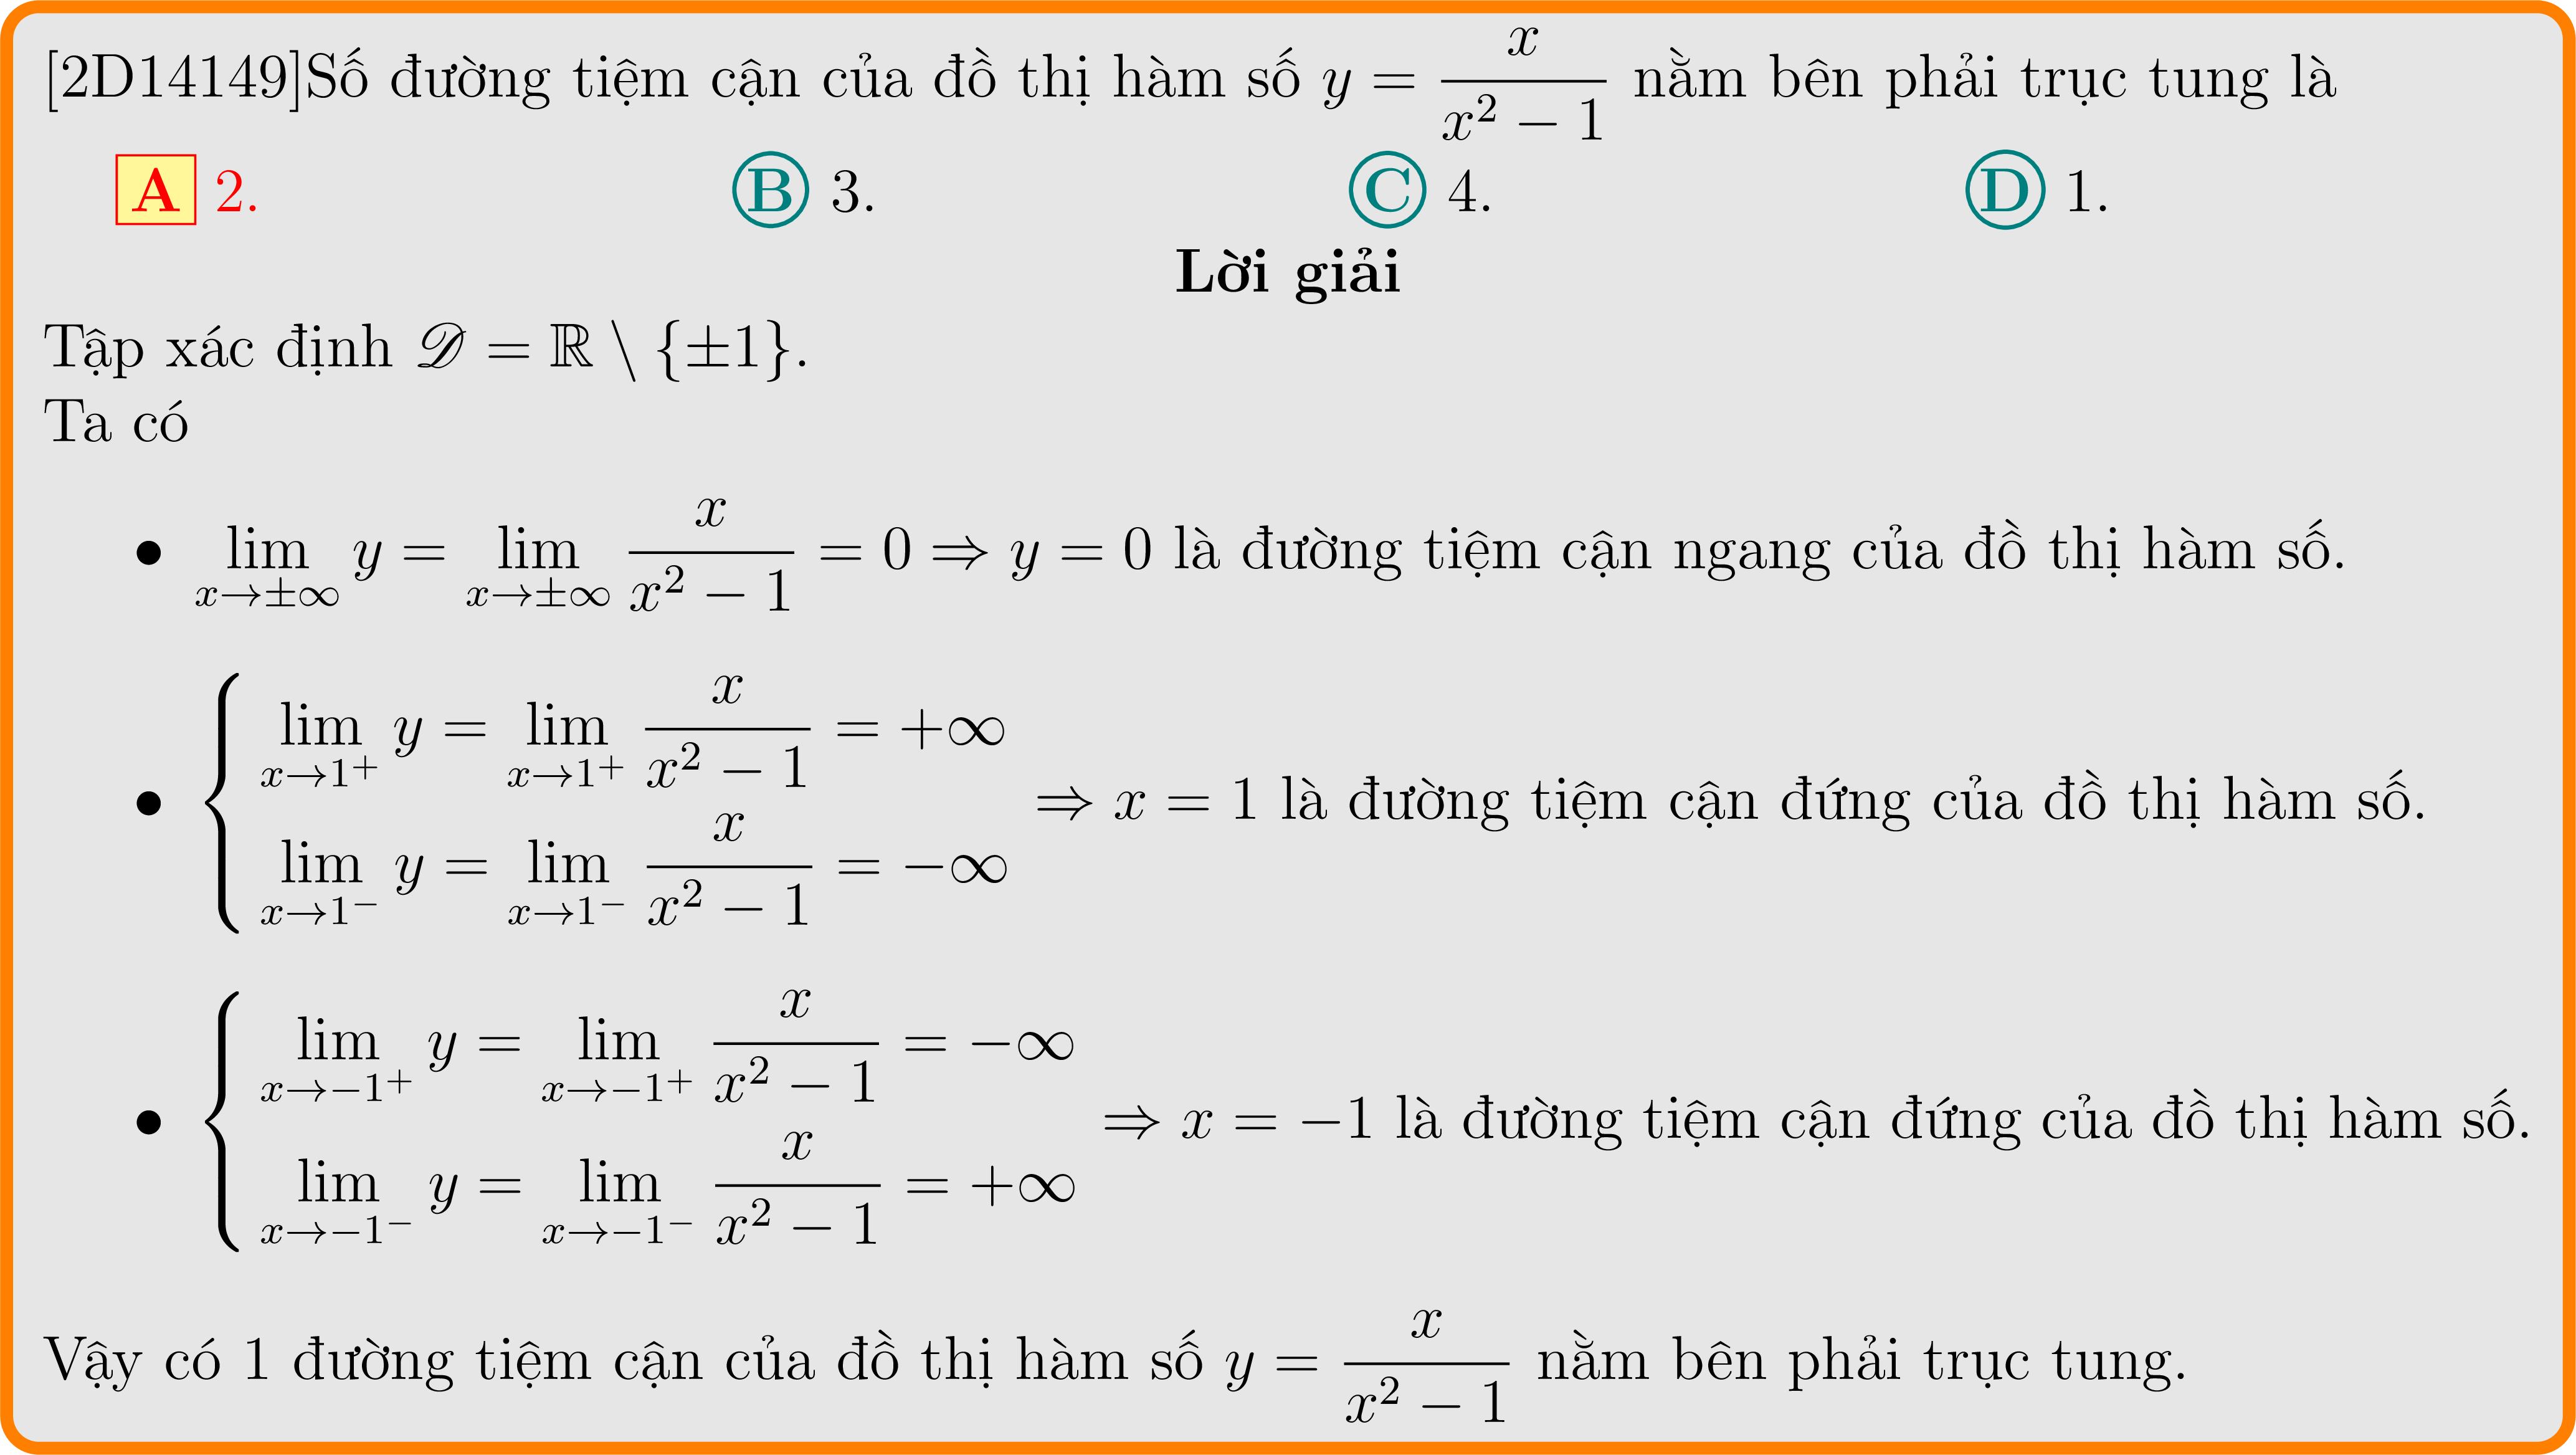 [2D14149]Số đường tiệm cận của đồ thị hàm số $y = \dfrac{x}{x^2 - 1}$ nằm bên phải trục tung là
A 2. B 3. C 4. D 1.
Lời giải
Tập xác định $\mathscr{D} = \mathbb{R} \setminus \{\pm 1\}$.
Ta có
• $\lim\limits_{x \to \pm\infty} y = \lim\limits_{x \to \pm\infty} \dfrac{x}{x^2 - 1} = 0 \Rightarrow y = 0$ là đường tiệm cận ngang của đồ thị hàm số.
• $\begin{cases} \lim\limits_{x \to 1^+} y = \lim\limits_{x \to 1^+} \dfrac{x}{x^2 - 1} = +\infty \\ \lim\limits_{x \to 1^-} y = \lim\limits_{x \to 1^-} \dfrac{x}{x^2 - 1} = -\infty \end{cases} \Rightarrow x = 1$ là đường tiệm cận đứng của đồ thị hàm số.
• $\begin{cases} \lim\limits_{x \to -1^+} y = \lim\limits_{x \to -1^+} \dfrac{x}{x^2 - 1} = -\infty \\ \lim\limits_{x \to -1^-} y = \lim\limits_{x \to -1^-} \dfrac{x}{x^2 - 1} = +\infty \end{cases} \Rightarrow x = -1$ là đường tiệm cận đứng của đồ thị hàm số.
Vậy có 1 đường tiệm cận của đồ thị hàm số $y = \dfrac{x}{x^2 - 1}$ nằm bên phải trục tung.